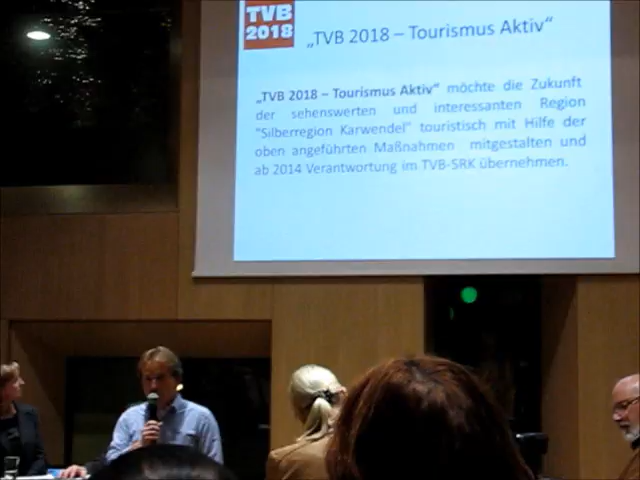 TVB
2018
„TVB 2018 – Tourismus Aktiv“
„TVB 2018 – Tourismus Aktiv“ möchte die Zukunft
der sehenswerten und interessanten Region
"Silberregion Karwendel" touristisch mit Hilfe der
oben angeführten Maßnahmen mitgestalten und
ab 2014 Verantwortung im TVB-SRK übernehmen.